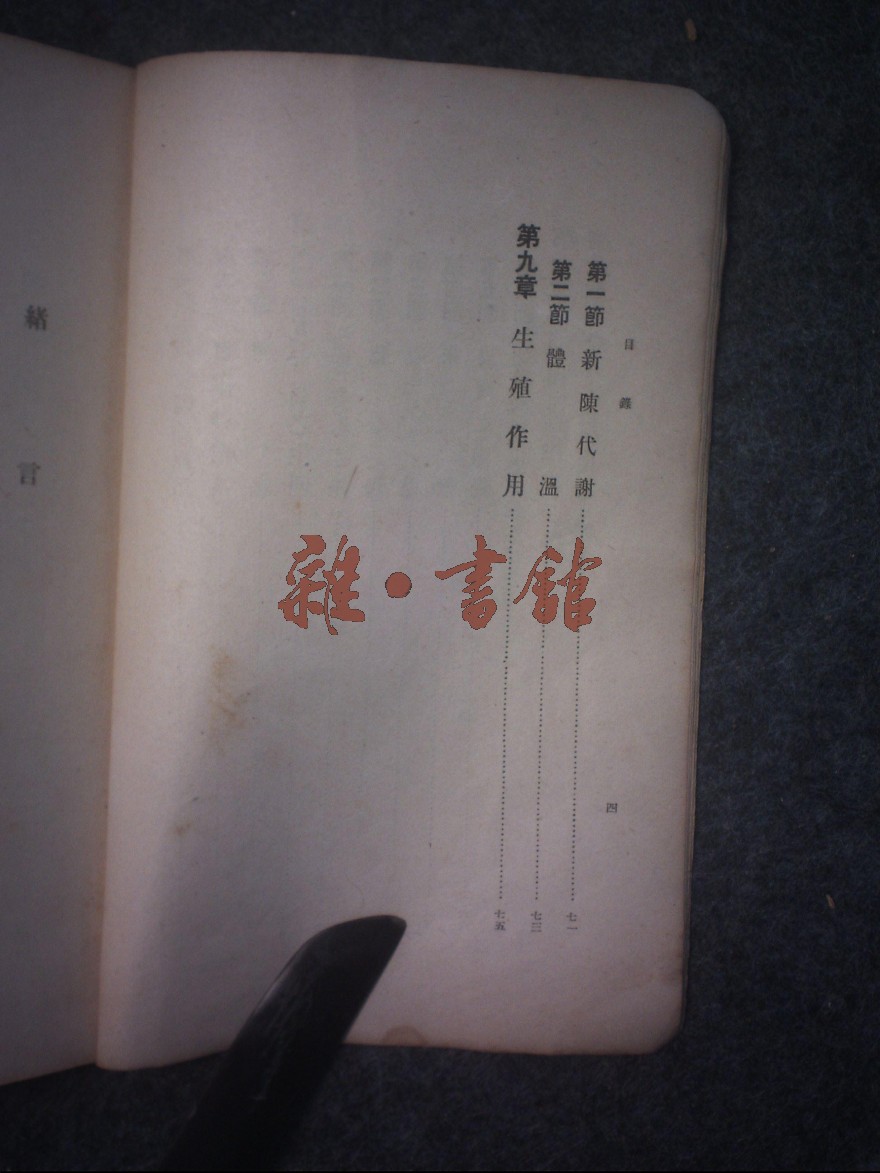 目錄
四
第一節 新陳代謝……七一
第二節 體溫……七三
第九章 生殖作用……七五
緒言
雜·書館